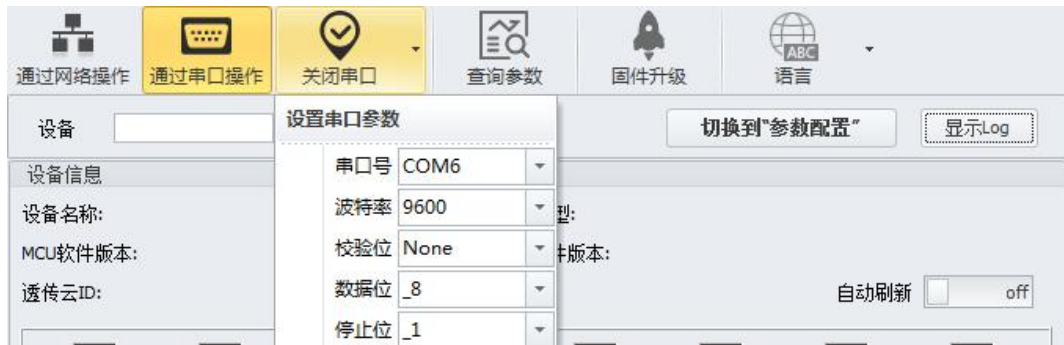 通过网络操作 通过串口操作 关闭串口 查询参数 固件升级 ABC 语言
设备 设置串口参数 切换到"参数配置" 显示Log
设备信息 串口号 COM6
设备名称: 波特率 9600 型:
MCU软件版本: 校验位 None 件版本:
透传云ID: 数据位 _8 自动刷新 off
停止位 _1